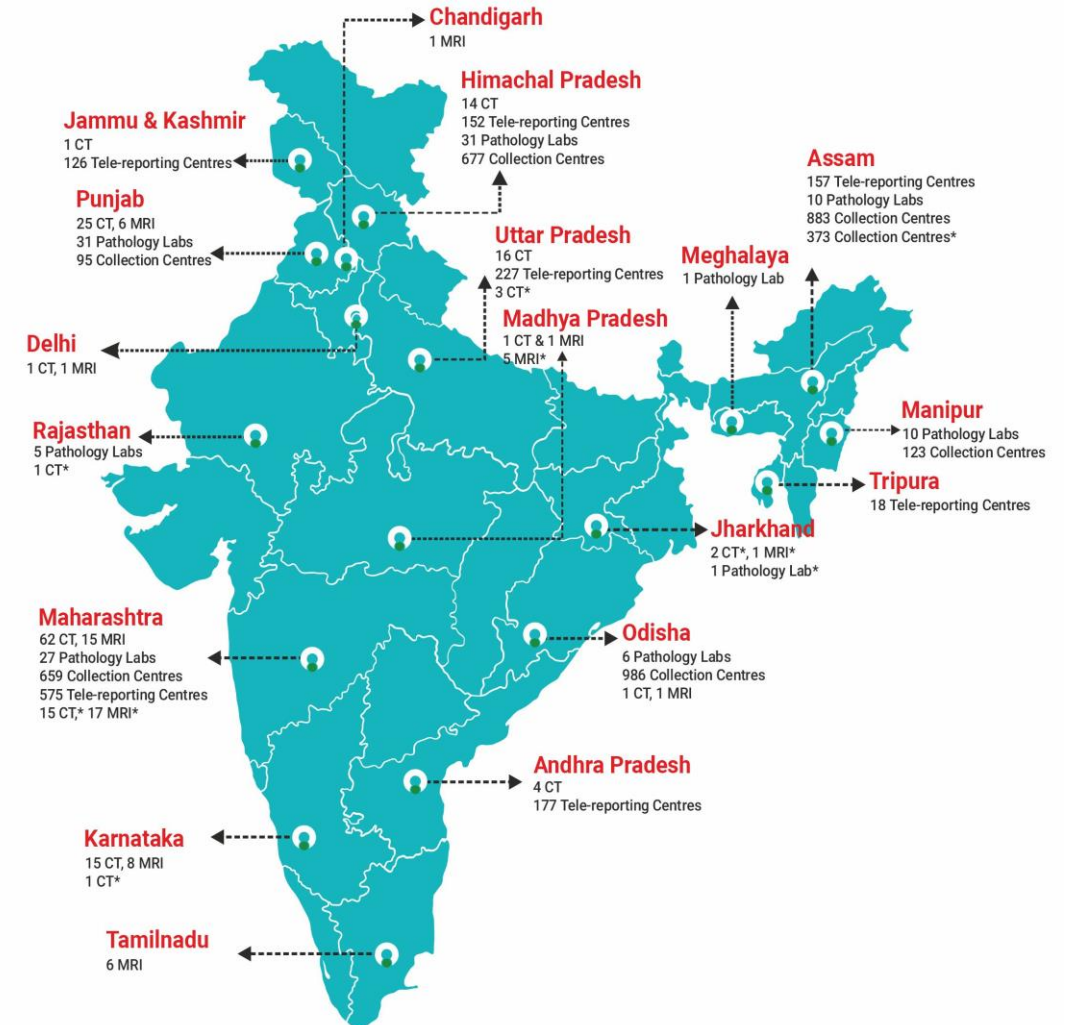 Chandigarh
1 MRI
Himachal Pradesh
14 CT
152 Tele-reporting Centres
31 Pathology Labs
677 Collection Centres
Jammu & Kashmir
1 CT
126 Tele-reporting Centres
Punjab
25 CT, 6 MRI
31 Pathology Labs
95 Collection Centres
Assam
157 Tele-reporting Centres
10 Pathology Labs
883 Collection Centres
373 Collection Centres*
Uttar Pradesh
16 CT
227 Tele-reporting Centres
3 CT*
Meghalaya
1 Pathology Lab
Madhya Pradesh
1 CT & 1 MRI
5 MRI*
Delhi
1 CT, 1 MRI
Rajasthan
5 Pathology Labs
1 CT*
Manipur
10 Pathology Labs
123 Collection Centres
Tripura
18 Tele-reporting Centres
Jharkhand
2 CT*, 1 MRI*
1 Pathology Lab*
Maharashtra
62 CT, 15 MRI
27 Pathology Labs
659 Collection Centres
575 Tele-reporting Centres
15 CT,* 17 MRI*
Odisha
6 Pathology Labs
986 Collection Centres
1 CT, 1 MRI
Andhra Pradesh
4 CT
177 Tele-reporting Centres
Karnataka
15 CT, 8 MRI
1 CT*
Tamilnadu
6 MRI